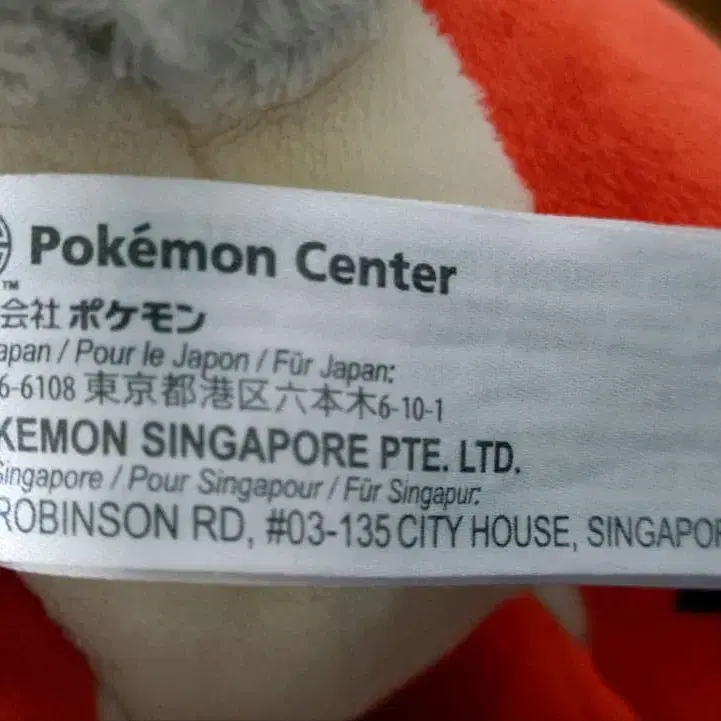 Pokémon Center
TM
会社 ポケモン
apan / Pour le Japon / Für Japan:
6-6108 東京都港区六本木6-10-1
KEMON SINGAPORE PTE. LTD.
Singapore / Pour Singapour / Für Singapur:
ROBINSON RD, #03-135 CITY HOUSE, SINGAPOR